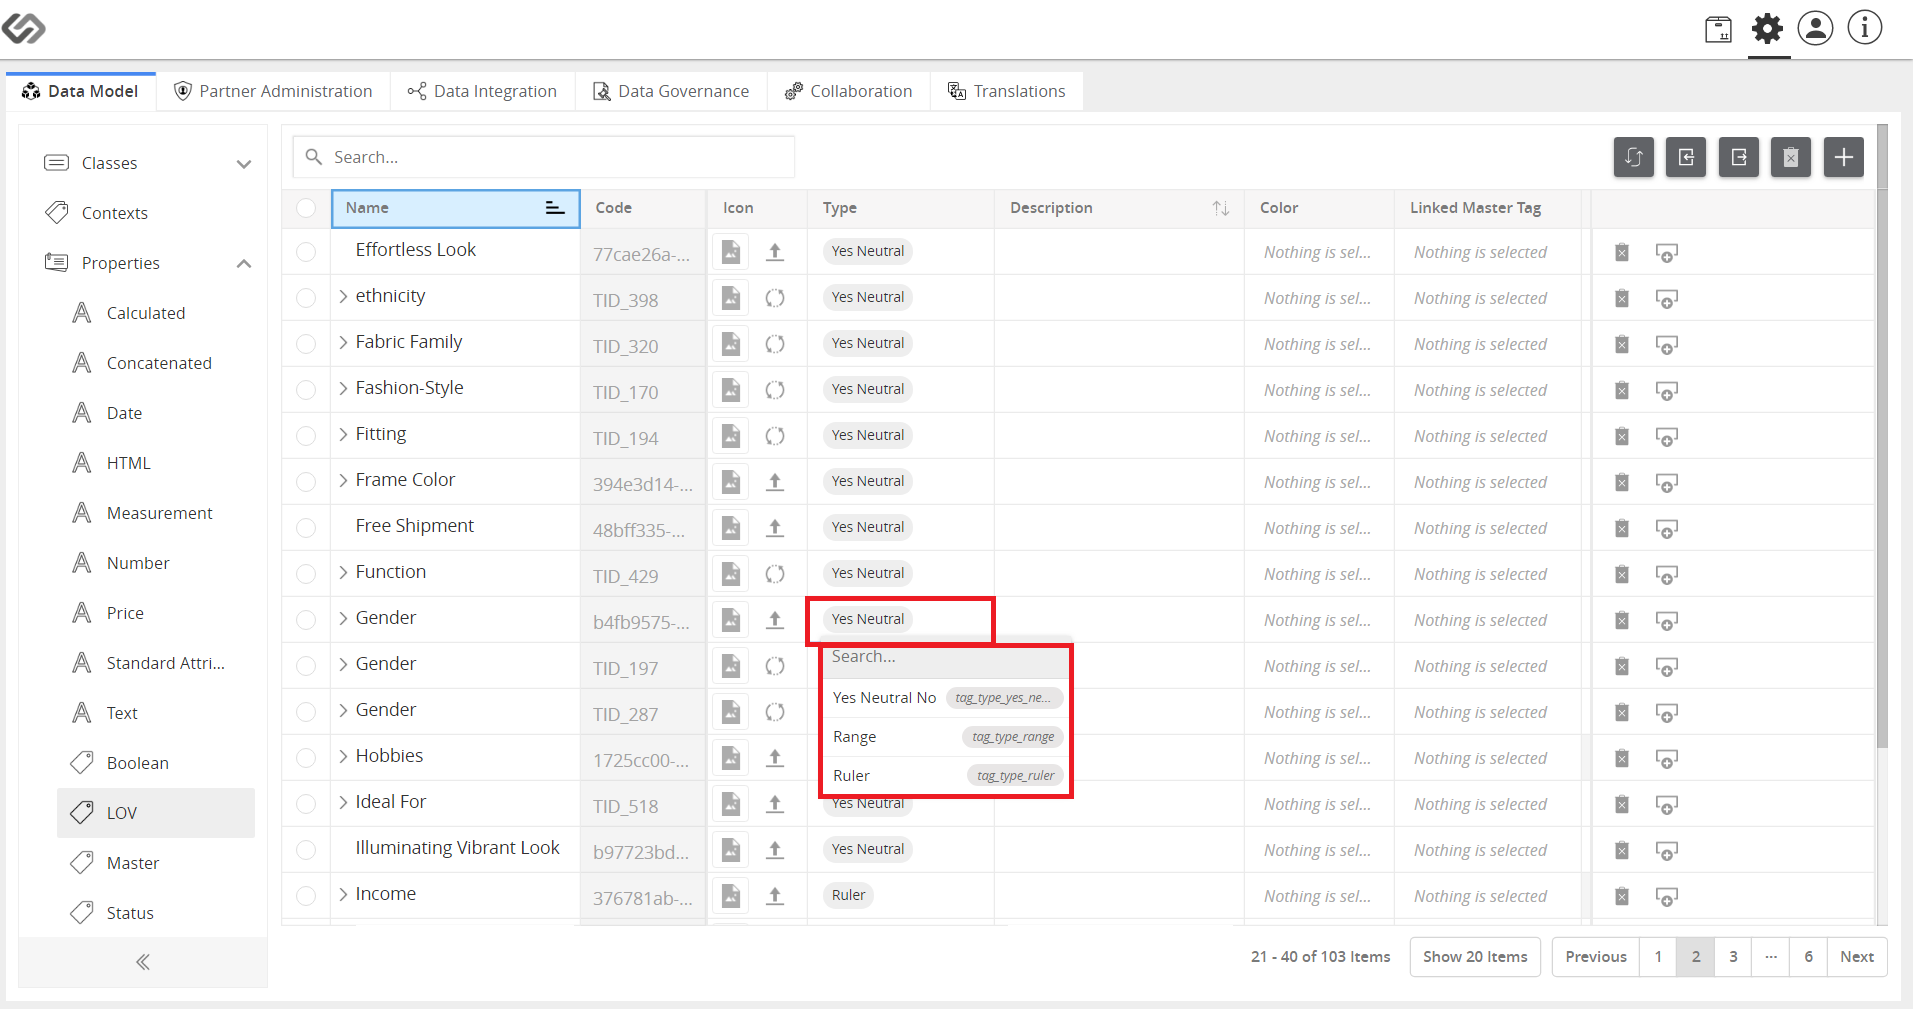 Data Model
Partner Administration
Data Integration
Data Governance
Collaboration
Translations
Classes
Contexts
Properties
Calculated
Concatenated
Date
HTML
Measurement
Number
Price
Standard Attri...
Text
Boolean
LOV
Master
Status
Search...
Name Code Icon Type Description Color Linked Master Tag
Effortless Look 77cae26a-... Yes Neutral Nothing is sel... Nothing is selected
ethnicity TID_398 Yes Neutral Nothing is sel... Nothing is selected
Fabric Family TID_320 Yes Neutral Nothing is sel... Nothing is selected
Fashion-Style TID_170 Yes Neutral Nothing is sel... Nothing is selected
Fitting TID_194 Yes Neutral Nothing is sel... Nothing is selected
Frame Color 394e3d14-... Yes Neutral Nothing is sel... Nothing is selected
Free Shipment 48bff335-... Yes Neutral Nothing is sel... Nothing is selected
Function TID_429 Yes Neutral Nothing is sel... Nothing is selected
Gender b4fb9575-... Yes Neutral Nothing is sel... Nothing is selected
Gender TID_197 Nothing is sel... Nothing is selected
Gender TID_287 Nothing is sel... Nothing is selected
Hobbies 1725cc00-... Nothing is sel... Nothing is selected
Ideal For TID_518 Yes Neutral Nothing is sel... Nothing is selected
Illuminating Vibrant Look b97723bd... Yes Neutral Nothing is sel... Nothing is selected
Income 376781ab-... Ruler Nothing is sel... Nothing is selected
Search...
Yes Neutral No tag_type_yes_ne...
Range tag_type_range
Ruler tag_type_ruler
21 - 40 of 103 Items Show 20 Items Previous 1 2 3 ... 6 Next